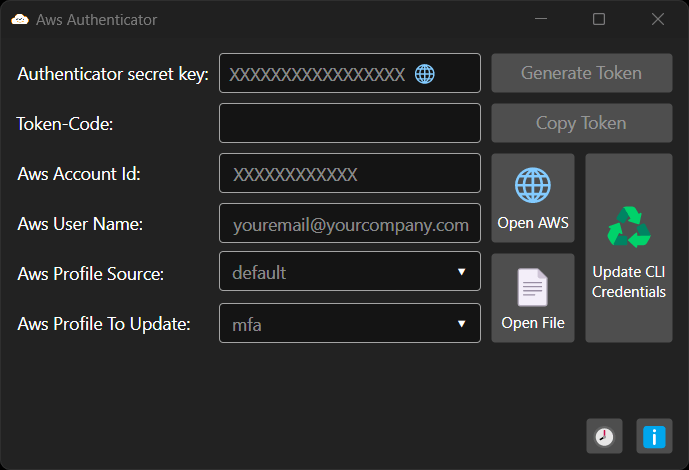 Aws Authenticator
Authenticator secret key:
XXXXXXXXXXXXXXXXX
Generate Token
Token-Code:
Copy Token
Aws Account Id:
XXXXXXXXXXXX
Aws User Name:
youremail@yourcompany.com
Open AWS
Aws Profile Source:
default
Update CLI
Credentials
Aws Profile To Update:
mfa
Open File